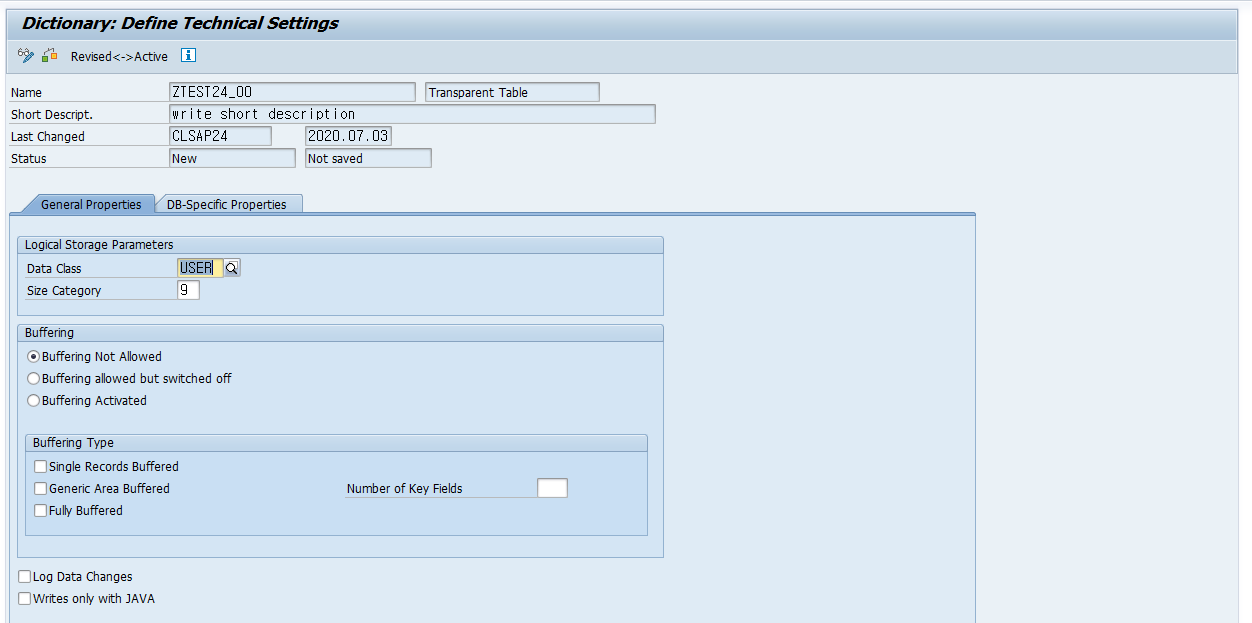 Dictionary: Define Technical Settings
Revised<->Active
Name ZTEST24_00 Transparent Table
Short Descript. write short description
Last Changed CLSAP24 2020.07.03
Status New Not saved
General Properties DB-Specific Properties
Logical Storage Parameters
Data Class USER
Size Category 9
Buffering
Buffering Not Allowed
Buffering allowed but switched off
Buffering Activated
Buffering Type
Single Records Buffered
Generic Area Buffered Number of Key Fields
Fully Buffered
Log Data Changes
Writes only with JAVA